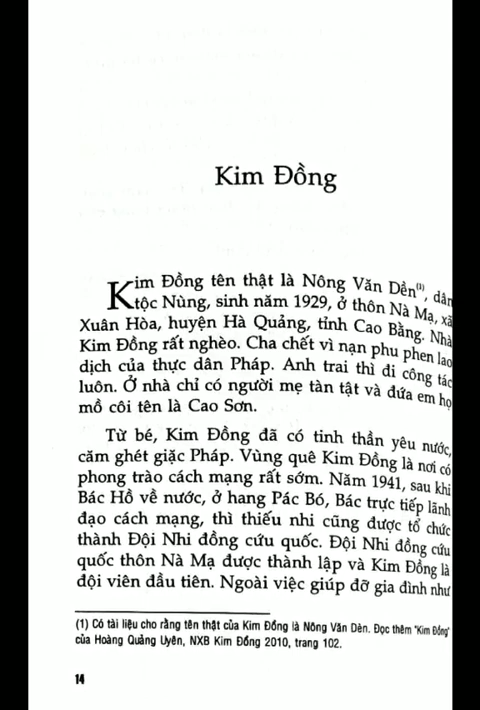 Kim Đồng
Kim Đồng tên thật là Nông Văn Dền(1), dân
tộc Nùng, sinh năm 1929, ở thôn Nà Mạ, xã
Xuân Hòa, huyện Hà Quảng, tỉnh Cao Bằng. Nhà
Kim Đồng rất nghèo. Cha chết vì nạn phu phen lao
dịch của thực dân Pháp. Anh trai thì đi công tác
luôn. Ở nhà chỉ có người mẹ tàn tật và đứa em họ
mồ côi tên là Cao Sơn.
Từ bé, Kim Đồng đã có tinh thần yêu nước,
căm ghét giặc Pháp. Vùng quê Kim Đồng là nơi có
phong trào cách mạng rất sớm. Năm 1941, sau khi
Bác Hồ về nước, ở hang Pác Bó, Bác trực tiếp lãnh
đạo cách mạng, thì thiếu nhi cũng được tổ chức
thành Đội Nhi đồng cứu quốc. Đội Nhi đồng cứu
quốc thôn Nà Mạ được thành lập và Kim Đồng là
đội viên đầu tiên. Ngoài việc giúp đỡ gia đình như
(1) Có tài liệu cho rằng tên thật của Kim Đồng là Nông Văn Dèn. Đọc thêm "Kim Đồng"
của Hoàng Quảng Uyên, NXB Kim Đồng 2010, trang 102.
14